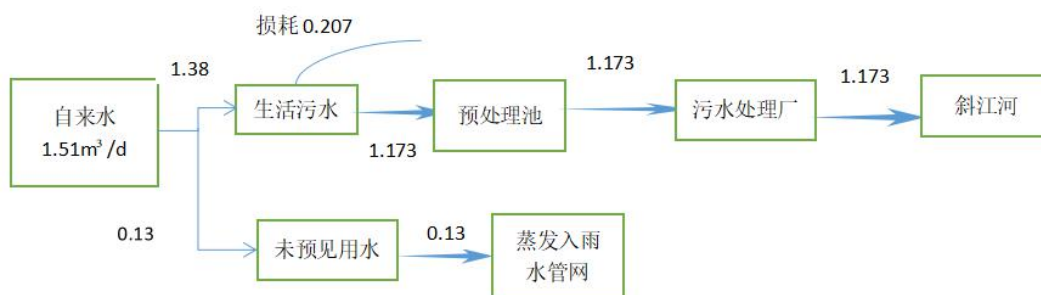 损耗 0.207
1.38
1.173
1.173
自来水
1.51m³/d
生活污水
预处理池
污水处理厂
斜江河
1.173
0.13
未预见用水
0.13
蒸发入雨
水管网